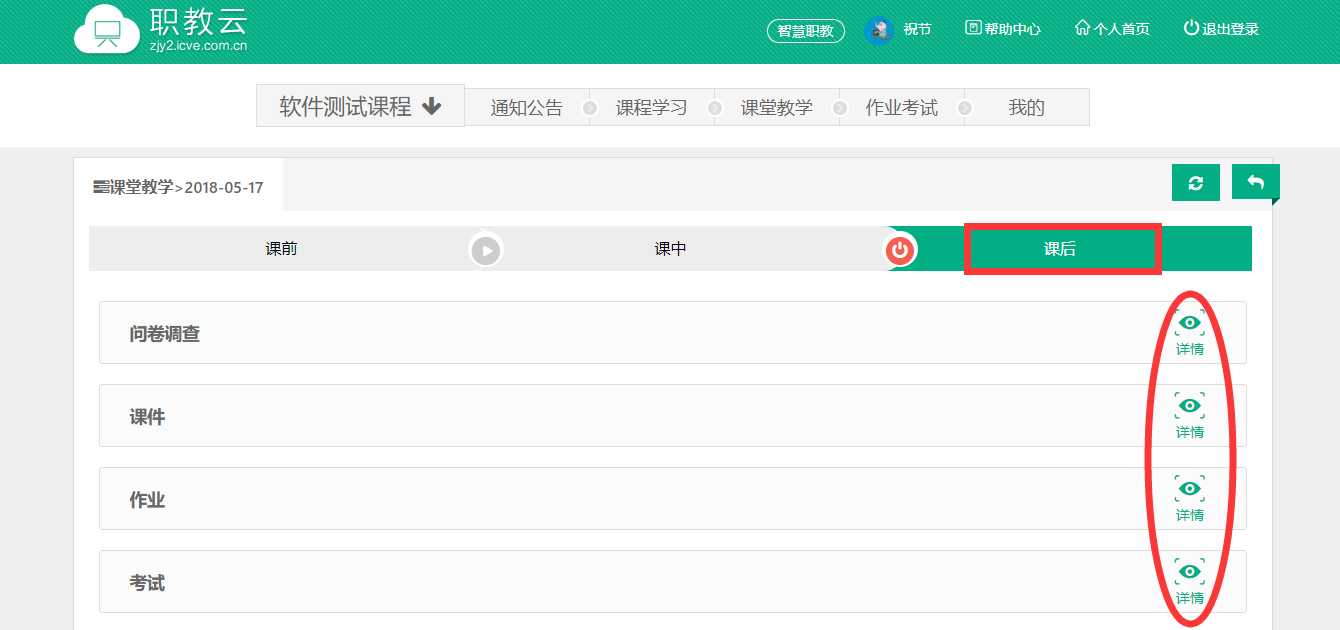 职教云
zjy2.icve.com.cn
智慧职教 祝节 帮助中心 个人首页 退出登录
软件测试课程 通知公告 课程学习 课堂教学 作业考试 我的
课堂教学>2018-05-17
课前 课中 课后
问卷调查
详情
课件
详情
作业
详情
考试
详情